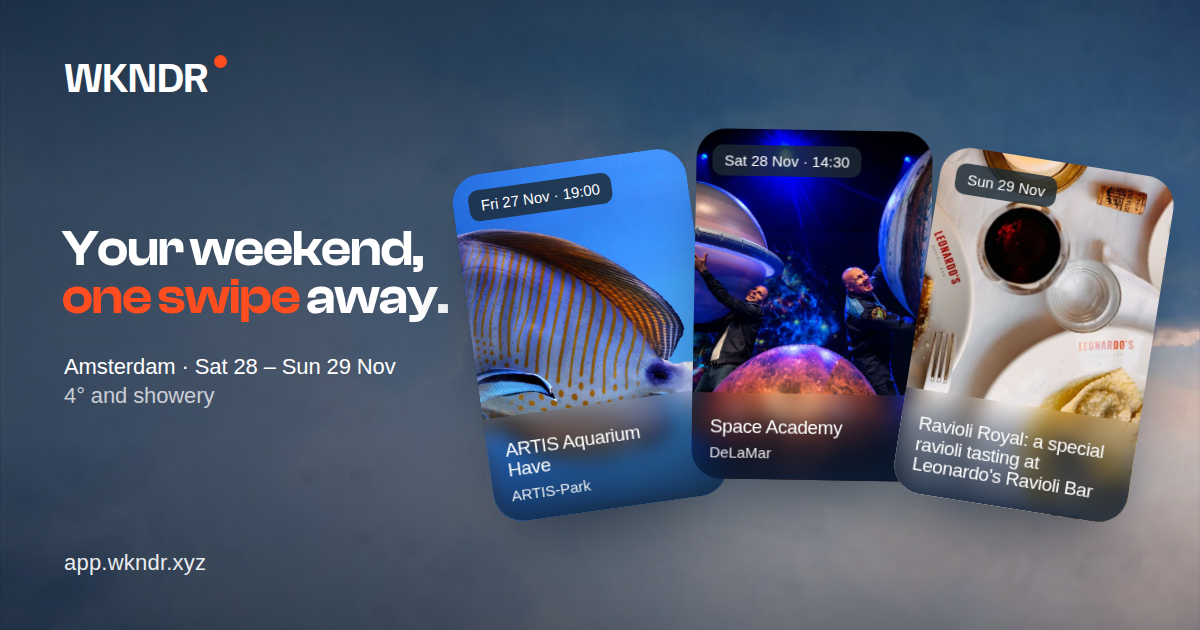 WKNDR
Your weekend,
one swipe away.
Amsterdam · Sat 28 – Sun 29 Nov
4° and showery
app.wkndr.xyz
Fri 27 Nov · 19:00
ARTIS Aquarium
Have
ARTIS-Park
Sat 28 Nov · 14:30
Space Academy
DeLaMar
Sun 29 Nov
LEONARDO'S
LEONARDO'S
Ravioli Royal: a special
ravioli tasting at
Leonardo's Ravioli Bar